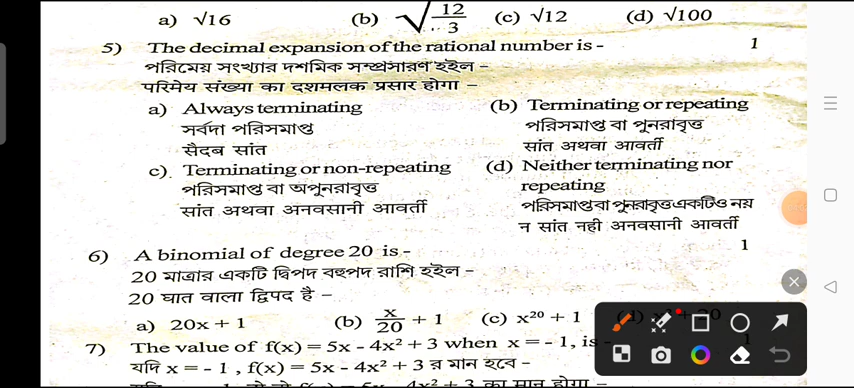 a) √16 (b) √12/3 (c) √12 (d) √100
5) The decimal expansion of the rational number is - 1
পরিমেয় সংখ্যার দশমিক সম্প্রসারণ হইল –
परिमेय संख्या का दशमलक प्रसार होगा –
a) Always terminating (b) Terminating or repeating
সর্বদা পরিসমাপ্ত পরিসমাপ্ত বা পুনরাবৃত্ত
सैदब सांत सांत अथवा आवर्ती
c). Terminating or non-repeating (d) Neither terminating nor
পরিসমাপ্ত বা অপুনরাবৃত্ত repeating
सांत अथवा अनवसानी आवर्ती পরিসমাপ্ত বা পুনরাবৃত্ত একটিও নয়
न सांत नही अनवसानी आवर्ती
6) A binomial of degree 20 is - 1
20 মাত্রার একটি দ্বিপদ বহুপদ রাশি হইল –
20 घात वाला द्विपद है –
a) 20x + 1 (b) x/20 + 1 (c) x²⁰ + 1
7) The value of f(x) = 5x - 4x² + 3 when x = - 1, is -
যদি x = - 1 , f(x) = 5x - 4x² + 3 র মান হবে –
4x² + 3 का मान होगा –